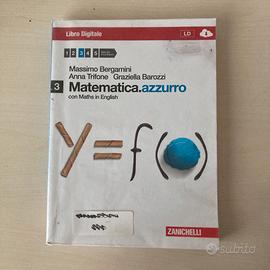 Libro Digitale
LD
1 2 3 4 5
Massimo Bergamini
Anna Trifone Graziella Barozzi
3 Matematica.azzurro
con Maths in English
y = f( )
ZANICHELLI
subito